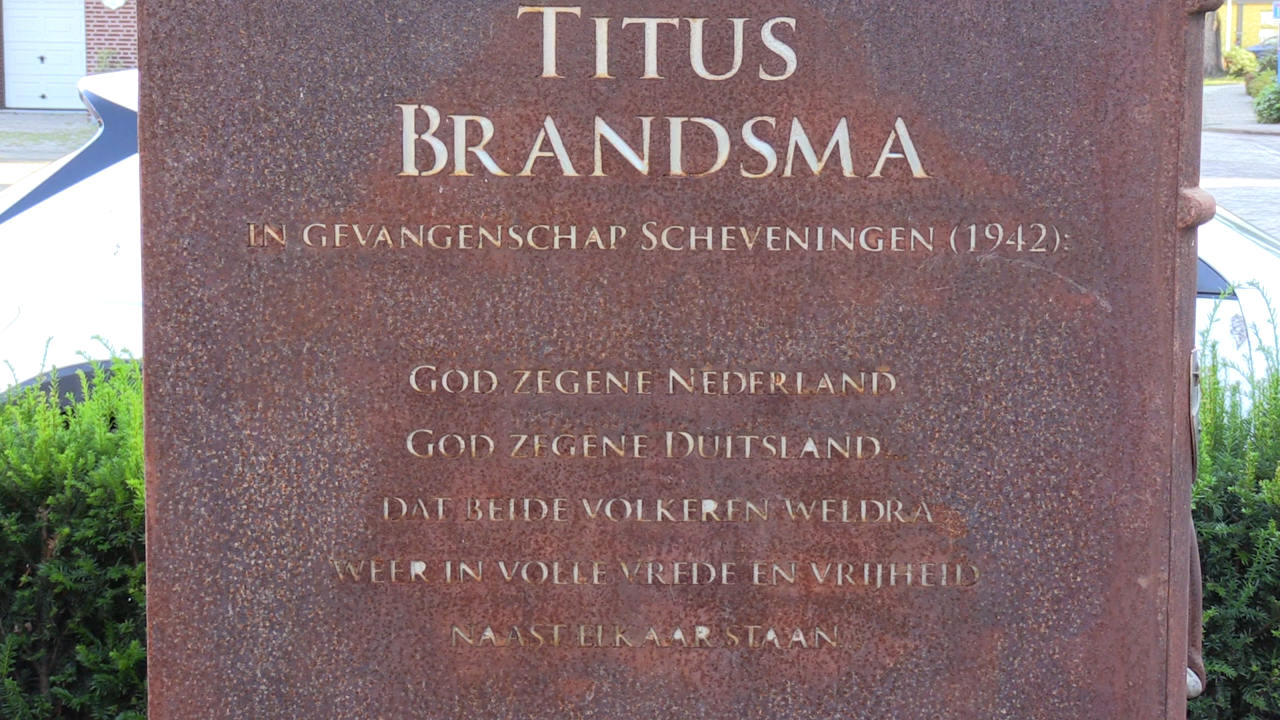 TITUS
BRANDSMA
IN GEVANGENSCHAP SCHEVENINGEN (1942):
GOD ZEGENE NEDERLAND.
GOD ZEGENE DUITSLAND...
DAT BEIDE VOLKEREN WELDRA
WEER IN VOLLE VREDE EN VRIJHEID
NAAST ELKAAR STAAN.